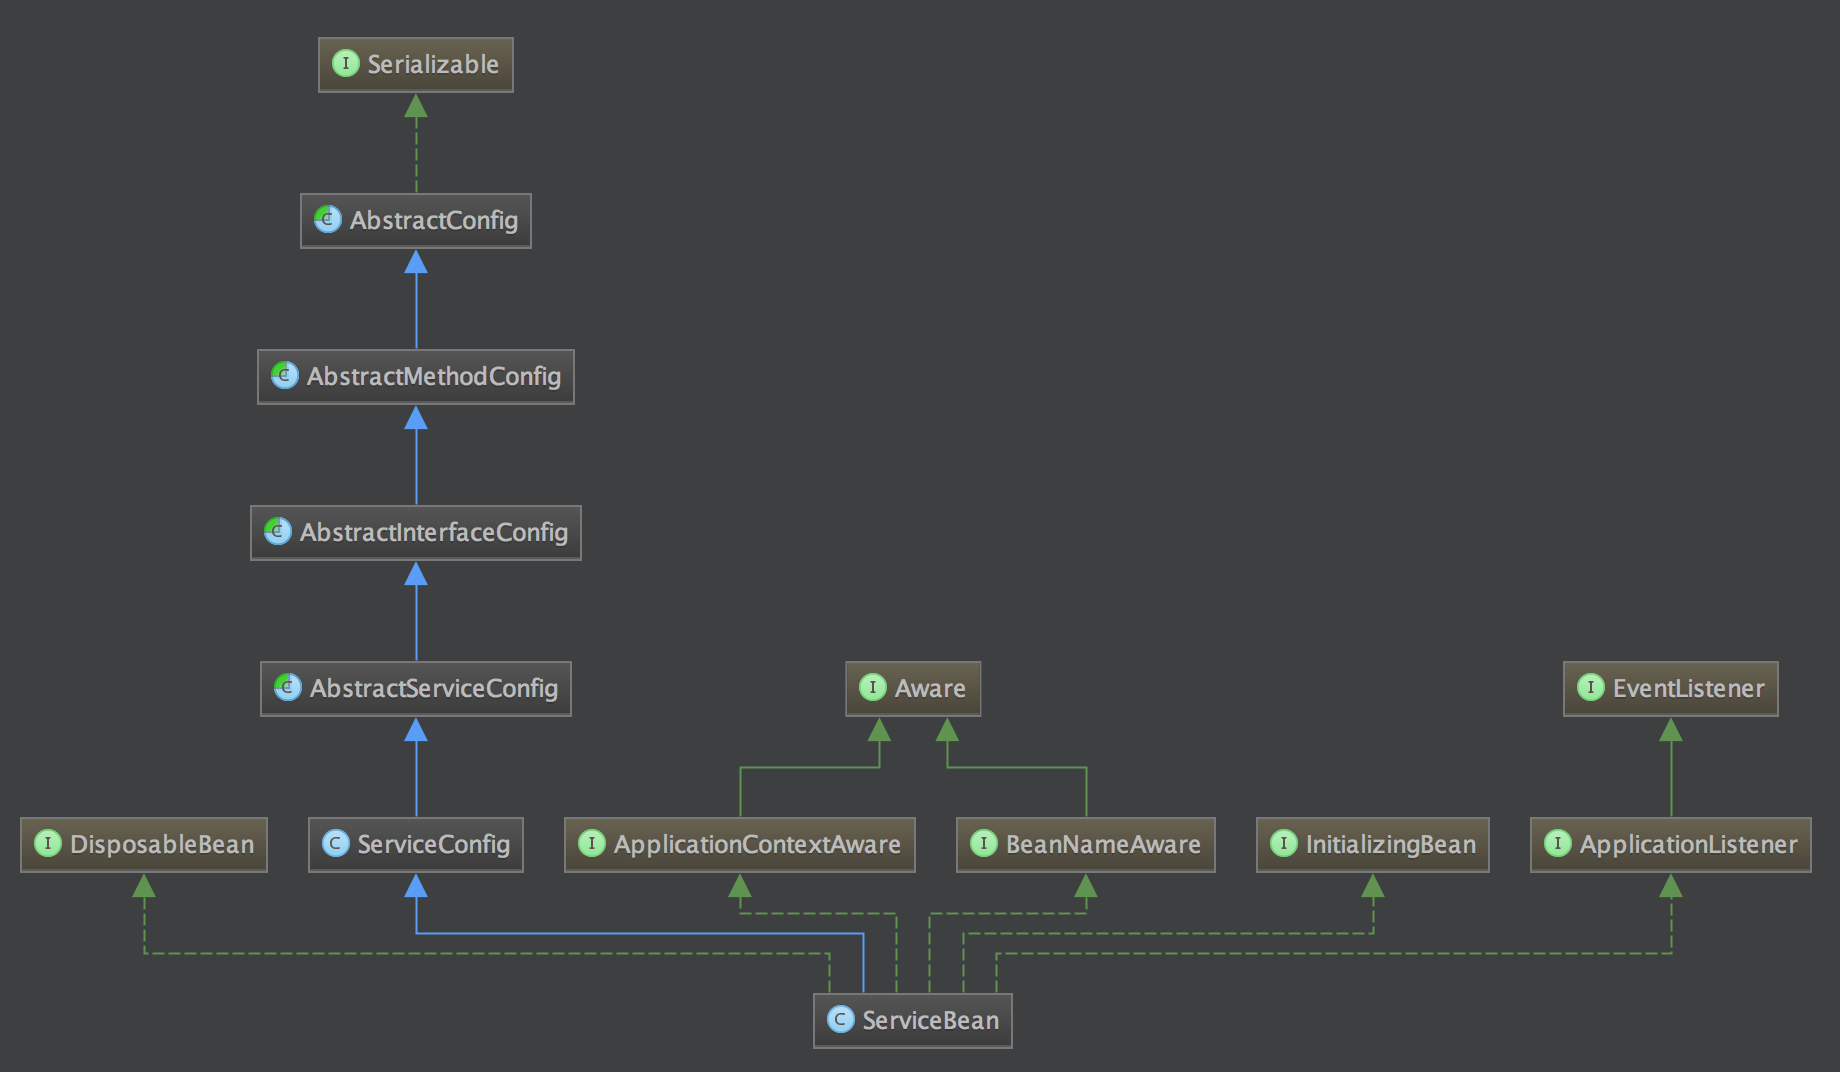 I Serializable
C AbstractConfig
C AbstractMethodConfig
C AbstractInterfaceConfig
C AbstractServiceConfig
I Aware
I EventListener
I DisposableBean
C ServiceConfig
I ApplicationContextAware
I BeanNameAware
I InitializingBean
I ApplicationListener
C ServiceBean